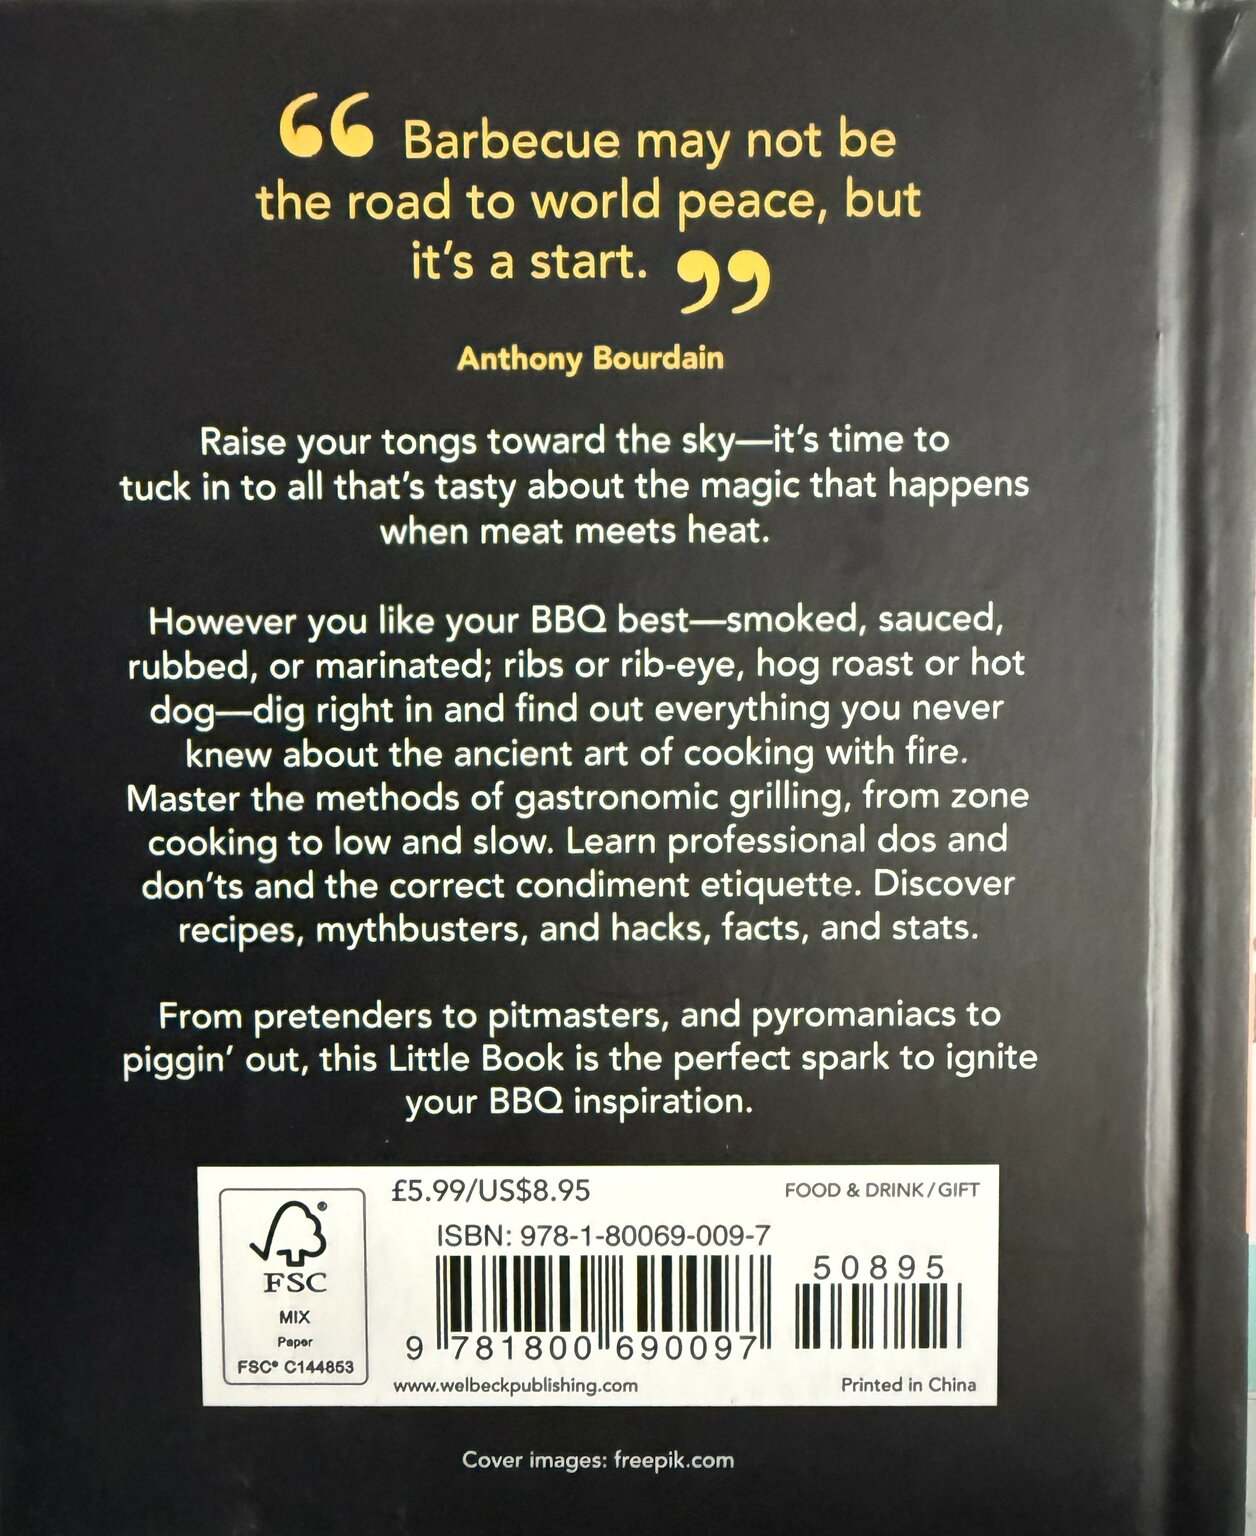 “ Barbecue may not be
the road to world peace, but
it’s a start. ”
Anthony Bourdain
Raise your tongs toward the sky—it’s time to
tuck in to all that’s tasty about the magic that happens
when meat meets heat.
However you like your BBQ best—smoked, sauced,
rubbed, or marinated; ribs or rib-eye, hog roast or hot
dog—dig right in and find out everything you never
knew about the ancient art of cooking with fire.
Master the methods of gastronomic grilling, from zone
cooking to low and slow. Learn professional dos and
don’ts and the correct condiment etiquette. Discover
recipes, mythbusters, and hacks, facts, and stats.
From pretenders to pitmasters, and pyromaniacs to
piggin’ out, this Little Book is the perfect spark to ignite
your BBQ inspiration.
£5.99/US$8.95
FOOD & DRINK/GIFT
ISBN: 978-1-80069-009-7
50895
9 781800 690097
www.welbeckpublishing.com
Printed in China
®
FSC
MIX
Paper
FSC® C144853
Cover images: freepik.com